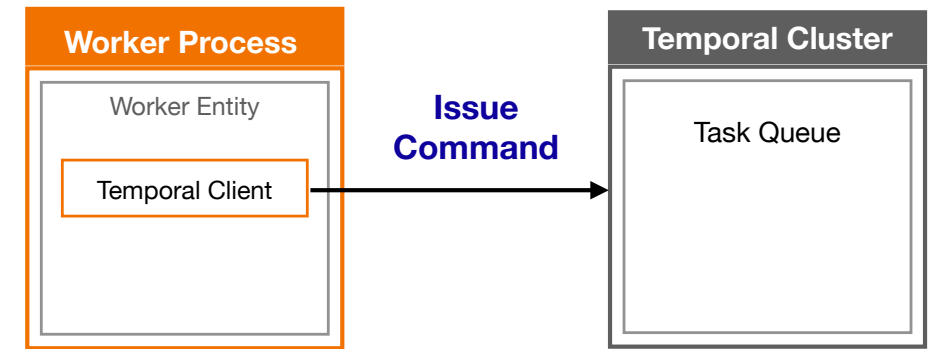 Worker Process
Worker Entity
Temporal Client
Issue
Command
Temporal Cluster
Task Queue